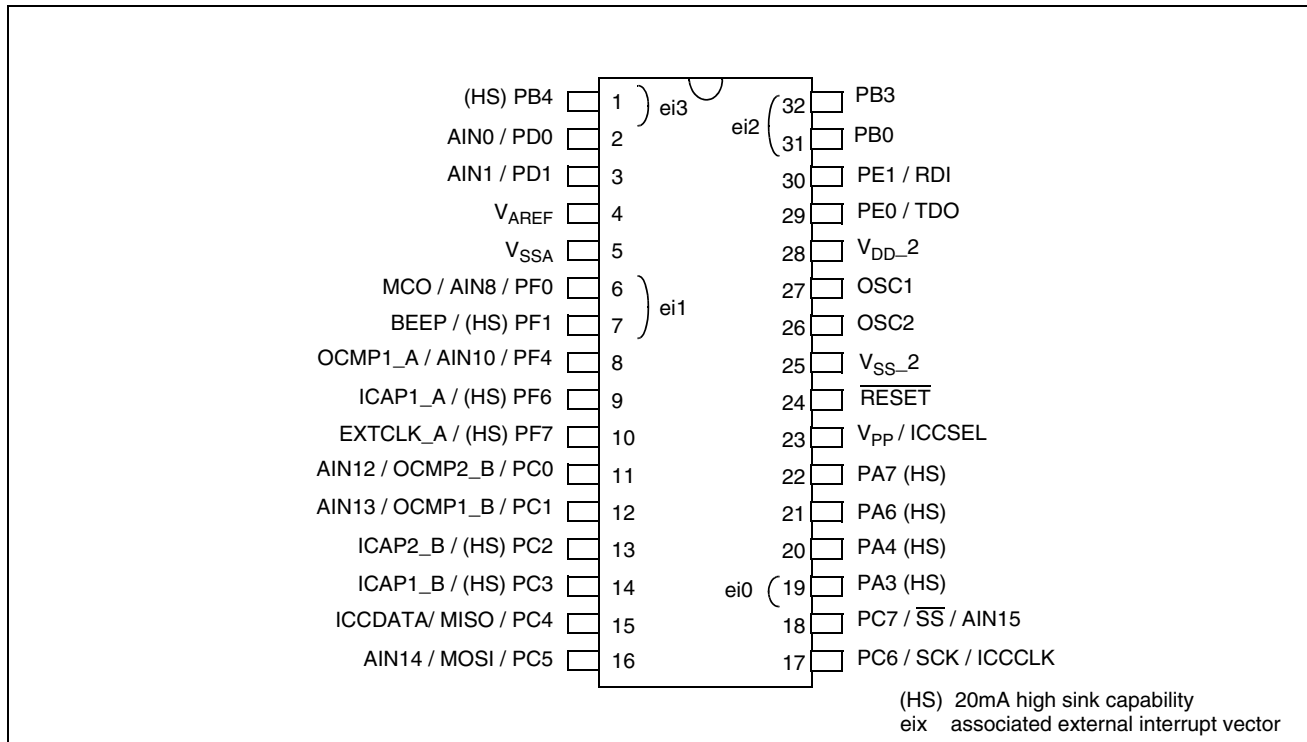 (HS) PB4 1 ei3 ei2 32 PB3
AIN0 / PD0 2 31 PB0
AIN1 / PD1 3 30 PE1 / RDI
VAREF 4 29 PE0 / TDO
VSSA 5 28 VDD_2
MCO / AIN8 / PF0 6 ei1 27 OSC1
BEEP / (HS) PF1 7 26 OSC2
OCMP1_A / AIN10 / PF4 8 25 VSS_2
ICAP1_A / (HS) PF6 9 24 RESET
EXTCLK_A / (HS) PF7 10 23 VPP / ICCSEL
AIN12 / OCMP2_B / PC0 11 22 PA7 (HS)
AIN13 / OCMP1_B / PC1 12 21 PA6 (HS)
ICAP2_B / (HS) PC2 13 20 PA4 (HS)
ICAP1_B / (HS) PC3 14 ei0 19 PA3 (HS)
ICCDATA/ MISO / PC4 15 18 PC7 / SS / AIN15
AIN14 / MOSI / PC5 16 17 PC6 / SCK / ICCCLK
(HS) 20mA high sink capability
eix associated external interrupt vector